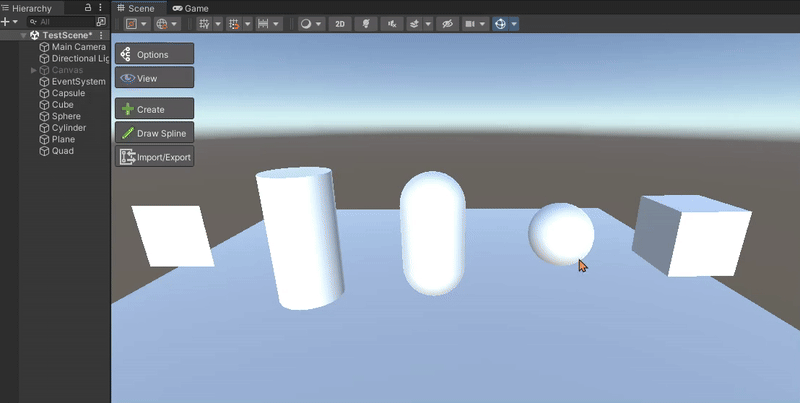 Hierarchy
Scene
Game
All
2D
TestScene*
Main Camera
Directional Lig
Canvas
EventSystem
Capsule
Cube
Sphere
Cylinder
Plane
Quad
Options
View
Create
Draw Spline
Import/Export